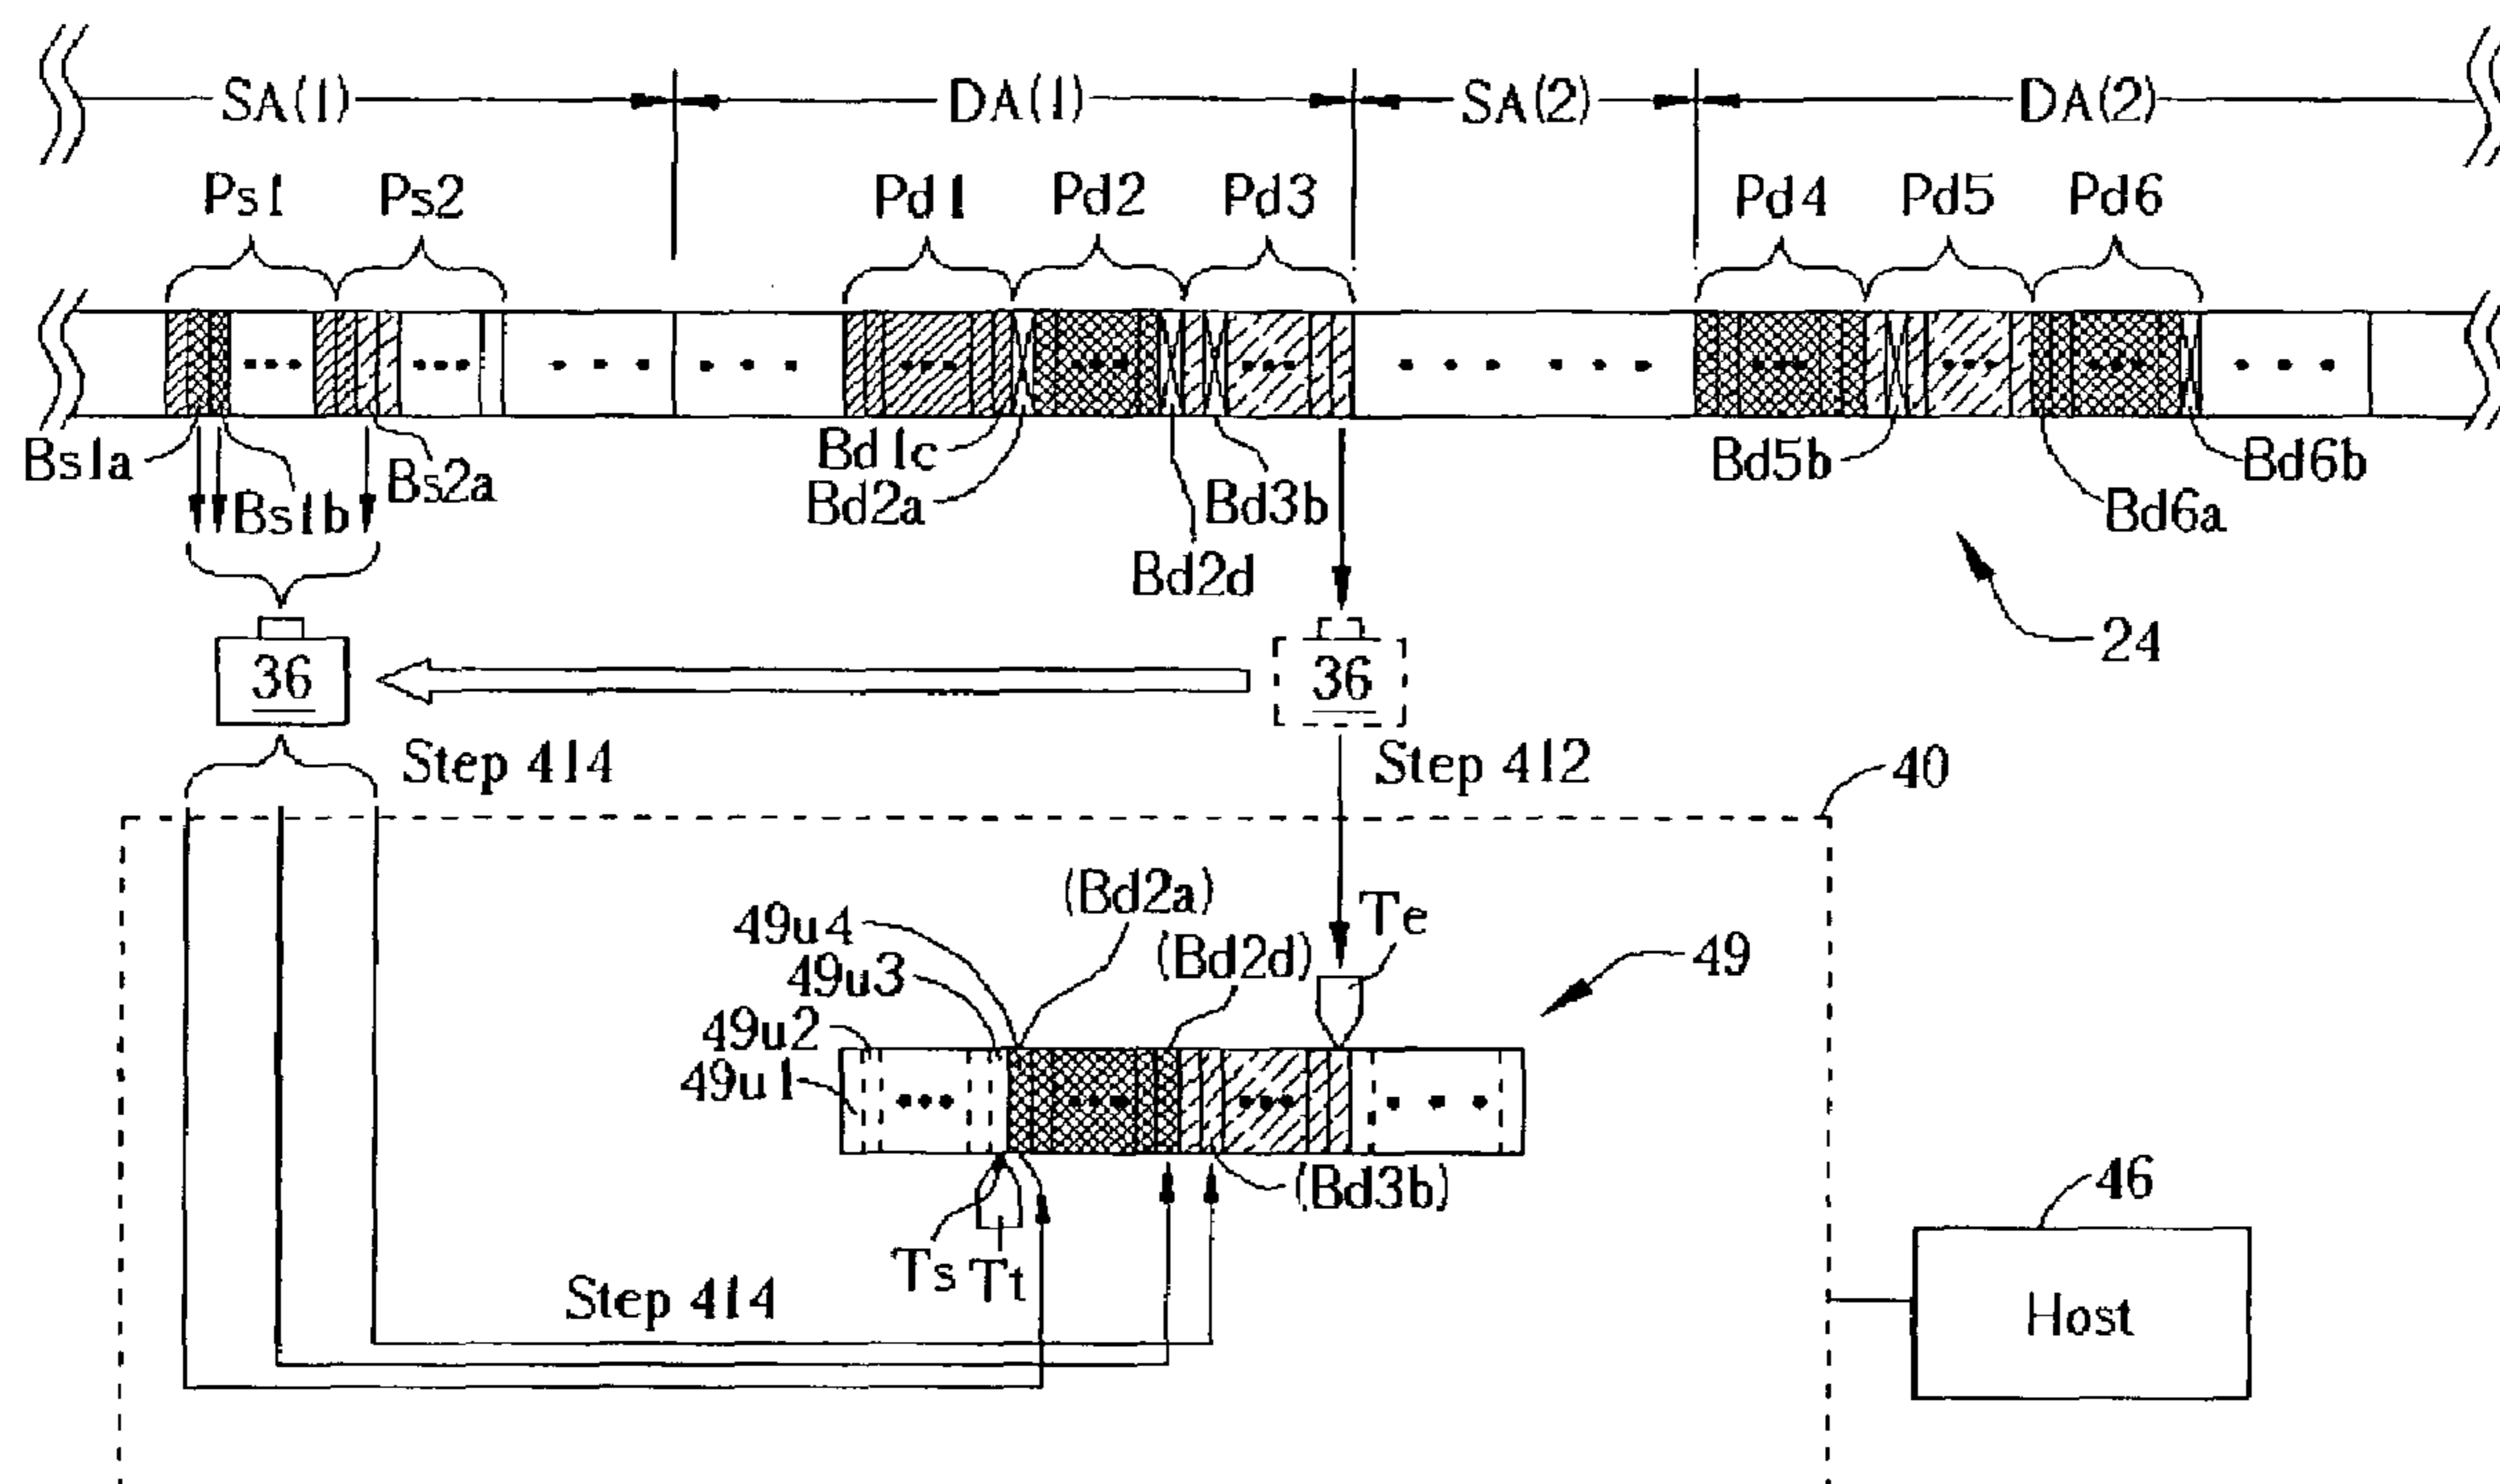 SA(1) DA(1) SA(2) DA(2)
Ps1 Ps2 Pd1 Pd2 Pd3 Pd4 Pd5 Pd6
Bs1a Bs1b Bs2a Bd1c Bd2a Bd2d Bd3b Bd5b Bd6a Bd6b
24
36 36
Step 414 Step 412 40
(Bd2a)
49u4 Te
49u3 (Bd2d) 49
49u2
49u1
(Bd3b) 46
Ts Tt
Step 414 Host